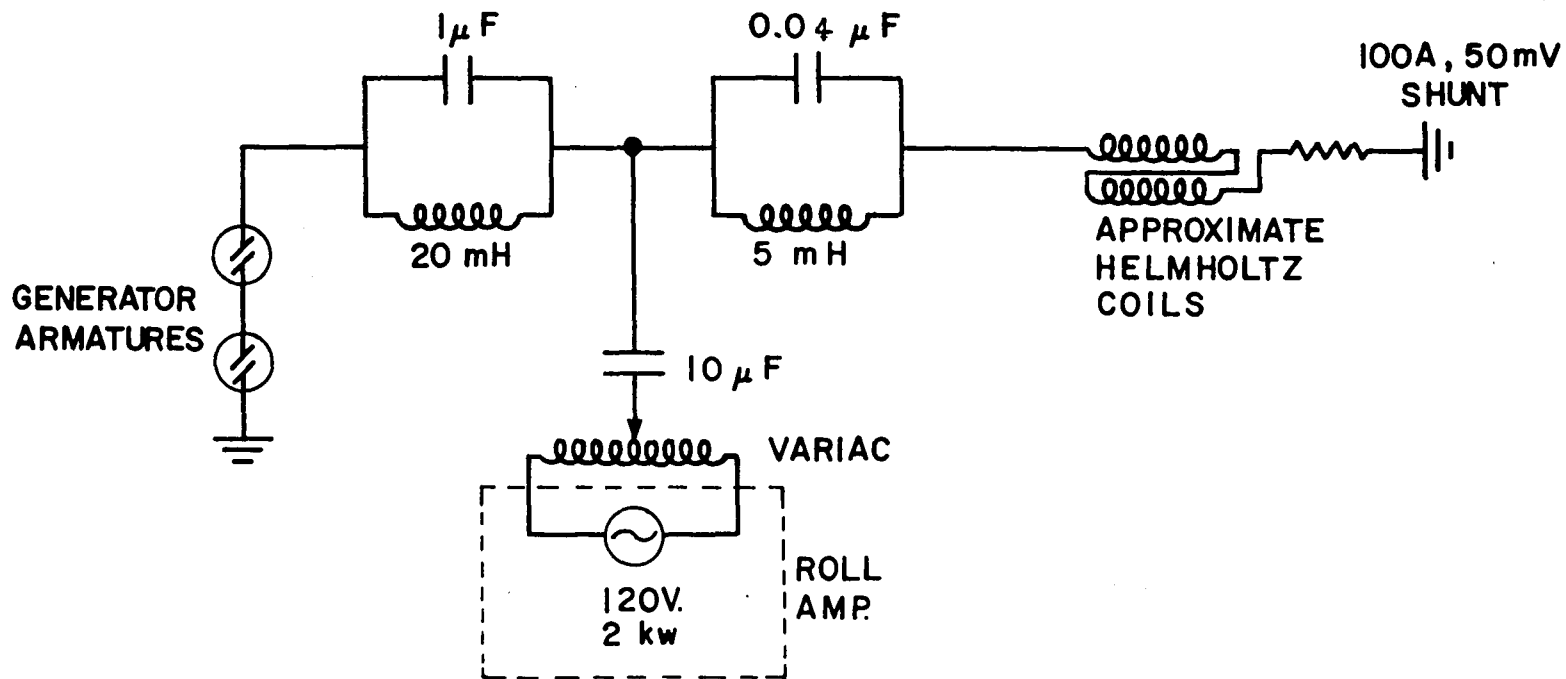 1μF
0.04 μF
100A, 50mV
SHUNT
20 mH
5 mH
APPROXIMATE
HELMHOLTZ
COILS
GENERATOR
ARMATURES
10 μF
VARIAC
120V.
2 kw
ROLL
AMP.